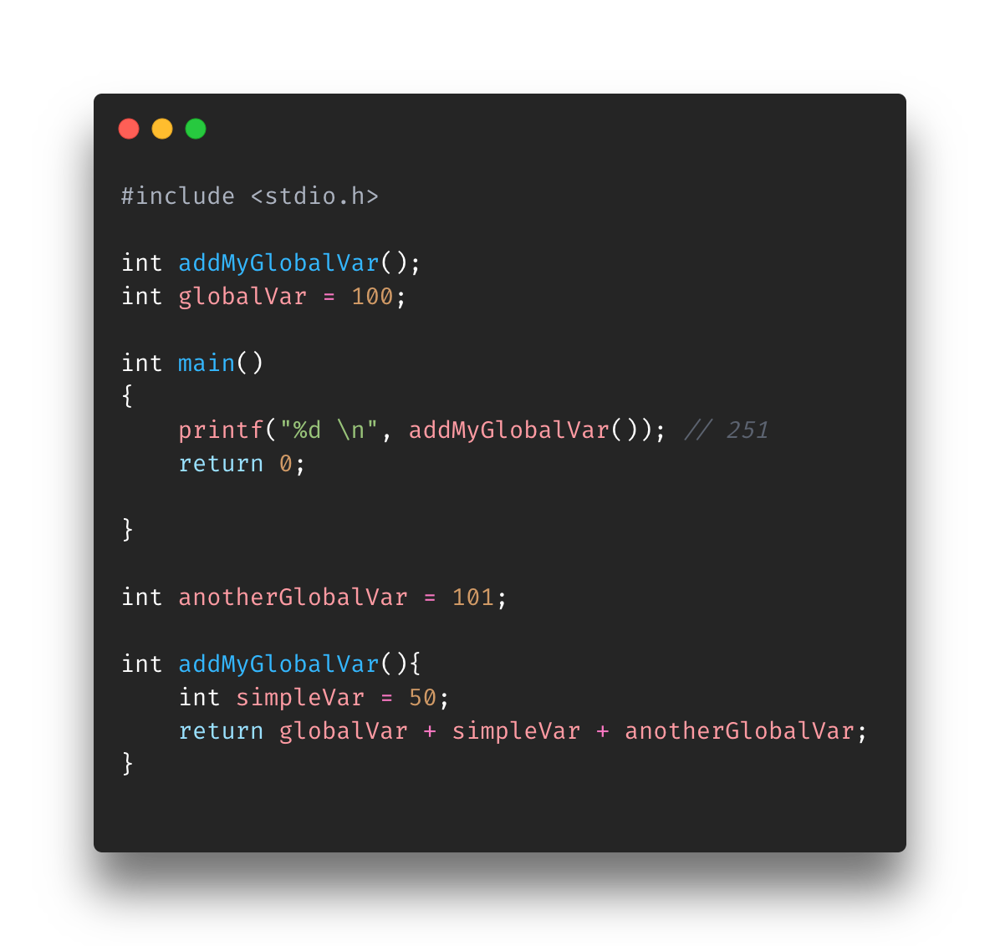 #include <stdio.h>
int addMyGlobalVar();
int globalVar = 100;
int main()
{
printf("%d \n", addMyGlobalVar()); // 251
return 0;
}
int anotherGlobalVar = 101;
int addMyGlobalVar(){
int simpleVar = 50;
return globalVar + simpleVar + anotherGlobalVar;
}